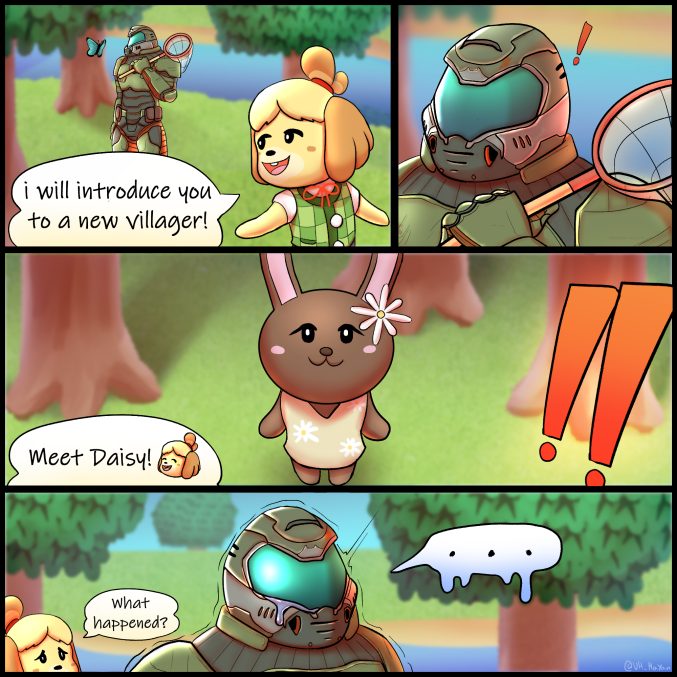 i will introduce you
to a new villager!
!
Meet Daisy!
!!
What
happened?
...